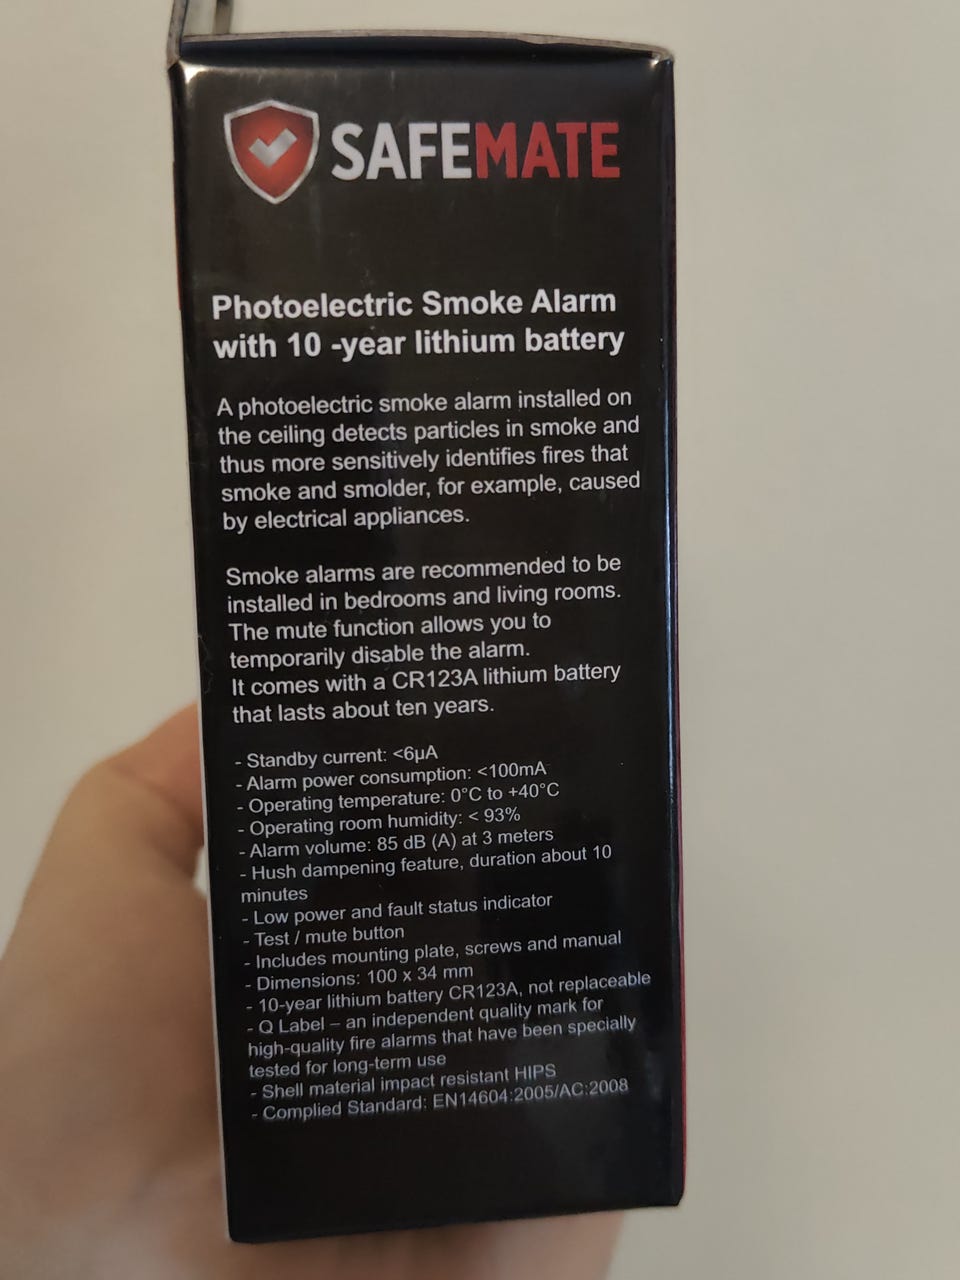 SAFEMATE
Photoelectric Smoke Alarm
with 10 -year lithium battery
A photoelectric smoke alarm installed on
the ceiling detects particles in smoke and
thus more sensitively identifies fires that
smoke and smolder, for example, caused
by electrical appliances.
Smoke alarms are recommended to be
installed in bedrooms and living rooms.
The mute function allows you to
temporarily disable the alarm.
It comes with a CR123A lithium battery
that lasts about ten years.
- Standby current: <6µA
- Alarm power consumption: <100mA
- Operating temperature: 0°C to +40°C
- Operating room humidity: < 93%
- Alarm volume: 85 dB (A) at 3 meters
- Hush dampening feature, duration about 10
minutes
- Low power and fault status indicator
- Test / mute button
- Includes mounting plate, screws and manual
- Dimensions: 100 x 34 mm
- 10-year lithium battery CR123A, not replaceable
- Q Label – an independent quality mark for
high-quality fire alarms that have been specially
tested for long-term use
- Shell material impact resistant HIPS
- Complied Standard: EN14604:2005/AC:2008